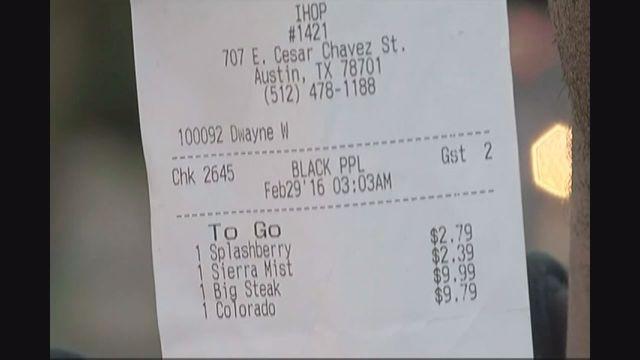 IHOP
#1421
707 E. Cesar Chavez St.
Austin, TX 78701
(512) 478-1188
100092 Dwayne W
Chk 2645 BLACK PPL Gst 2
Feb29'16 03:03AM
To Go
1 Splashberry $2.79
1 Sierra Mist $2.39
1 Big Steak $9.99
1 Colorado $9.79